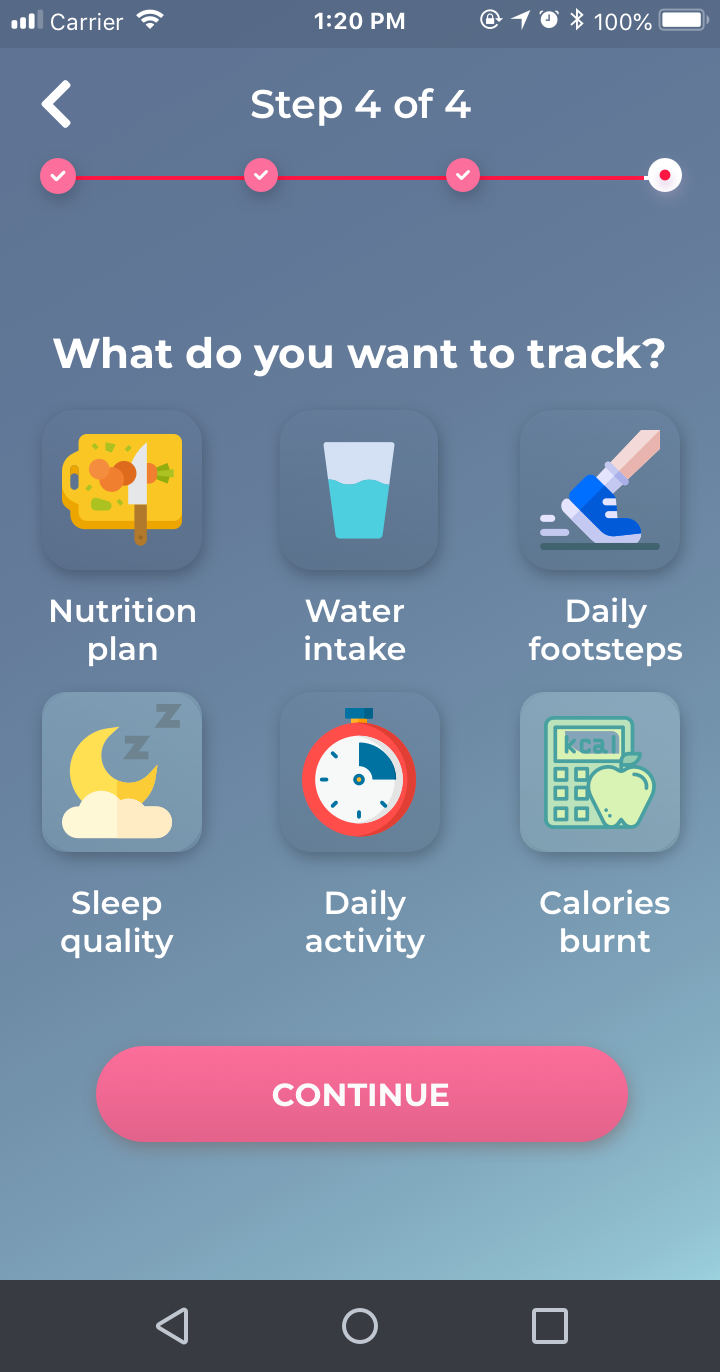 Carrier 1:20 PM 100%
Step 4 of 4
What do you want to track?
Nutrition
plan
Water
intake
Daily
footsteps
Z
Z
kcal
Sleep
quality
Daily
activity
Calories
burnt
CONTINUE